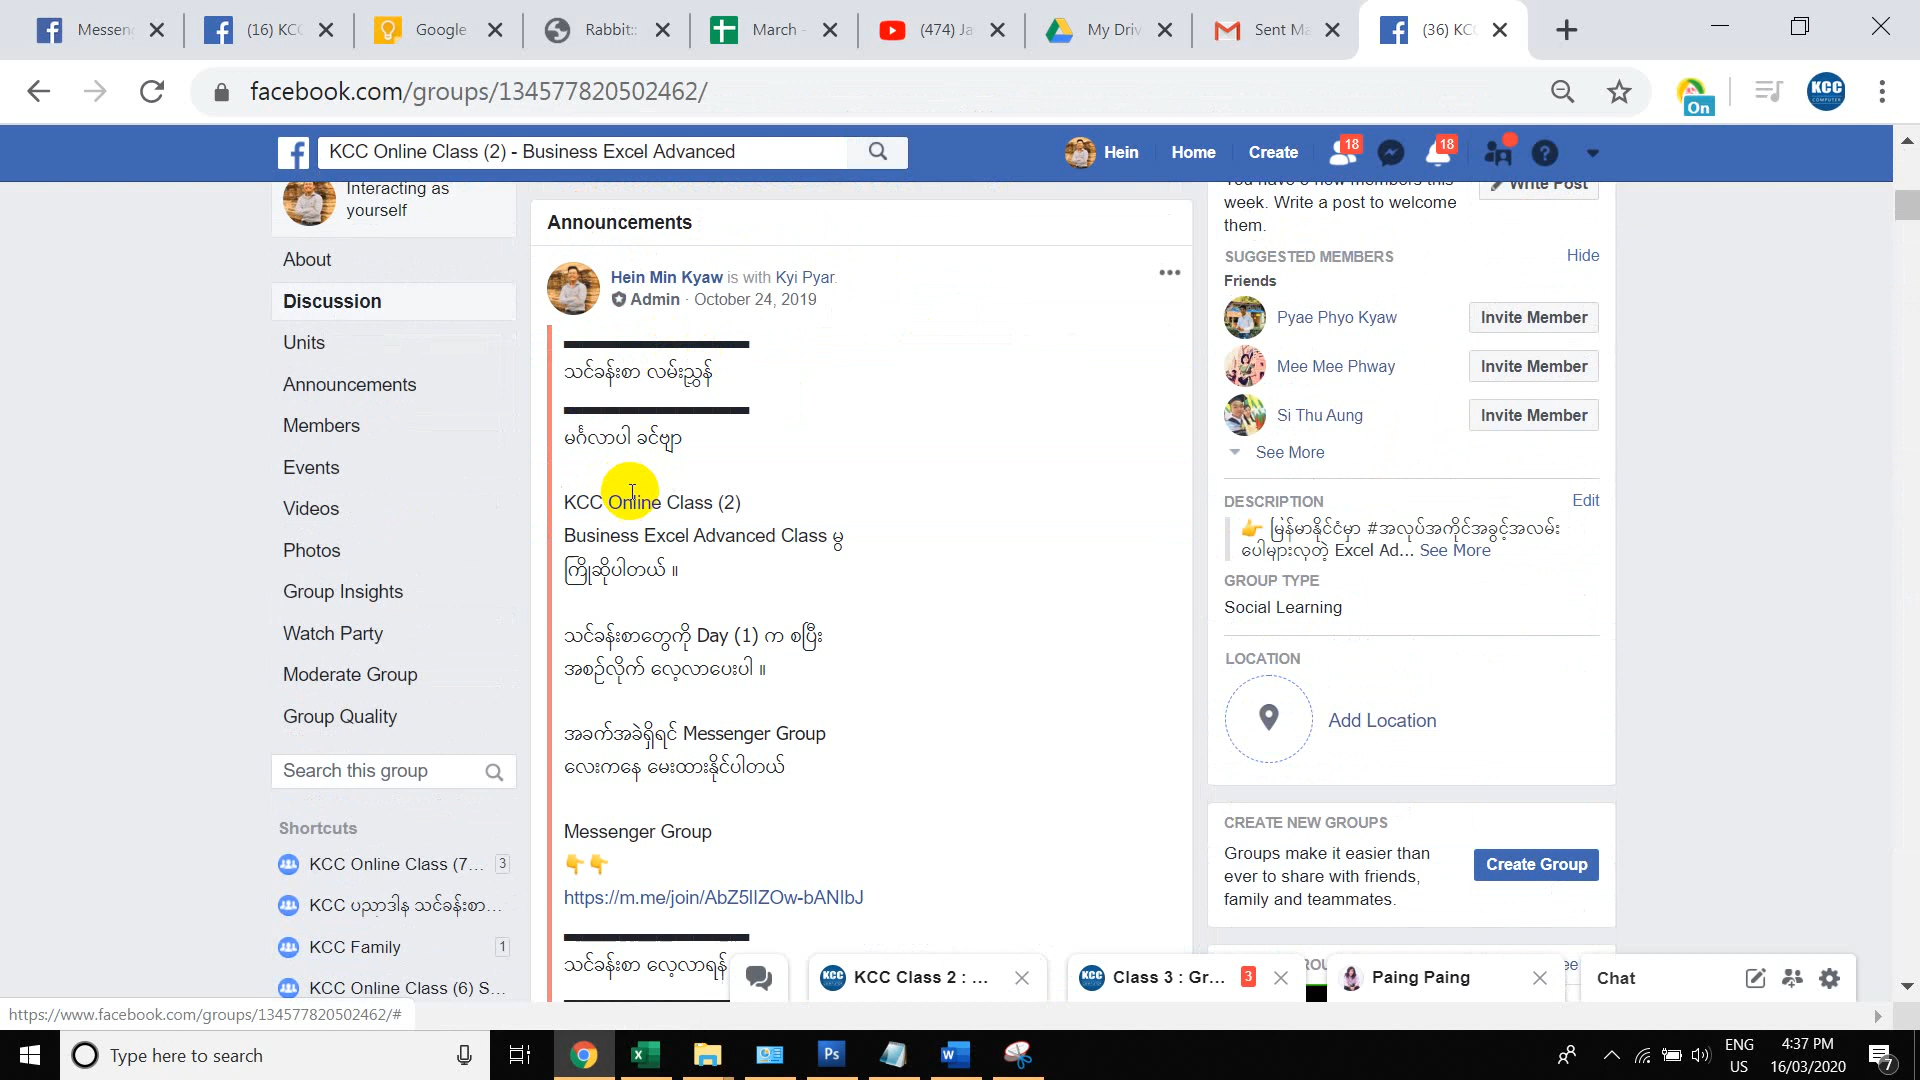 Messen
(16) KCC
Google
Rabbit::
March -
(474) Ja
My Driv
Sent Ma
(36) KCC
facebook.com/groups/134577820502462/
On
KCC
KCC Online Class (2) - Business Excel Advanced
Hein
Home
Create
18
18
Interacting as
yourself
About
Discussion
Units
Announcements
Members
Events
Videos
Photos
Group Insights
Watch Party
Moderate Group
Group Quality
Search this group
Shortcuts
KCC Online Class (7... 3
KCC ပညာဒါန သင်ခန်းစာ...
KCC Family 1
KCC Online Class (6) S...
Announcements
Hein Min Kyaw is with Kyi Pyar.
Admin · October 24, 2019
သင်ခန်းစာ လမ်းညွှန်
မင်္ဂလာပါ ခင်ဗျာ
KCC Online Class (2)
Business Excel Advanced Class မွ
ကြိုဆိုပါတယ် ။
သင်ခန်းစာတွေကို Day (1) က စပြီး
အစဉ်လိုက် လေ့လာပေးပါ ။
အခက်အခဲရှိရင် Messenger Group
လေးကနေ မေးထားနိုင်ပါတယ်
Messenger Group
👇👇
https://m.me/join/AbZ5lIZOw-bANIbJ
သင်ခန်းစာ လေ့လာရန်
week. Write a post to welcome
them.
Write Post
SUGGESTED MEMBERS Hide
Friends
Pyae Phyo Kyaw Invite Member
Mee Mee Phway Invite Member
Si Thu Aung Invite Member
See More
DESCRIPTION Edit
👉 မြန်မာနိုင်ငံမှာ #အလုပ်အကိုင်အခွင့်အလမ်း
ပေါများလှတဲ့ Excel Ad... See More
GROUP TYPE
Social Learning
LOCATION
Add Location
CREATE NEW GROUPS
Groups make it easier than
ever to share with friends,
family and teammates.
Create Group
KCC Class 2 : ...
Class 3 : Gr... 3
Paing Paing
Chat
https://www.facebook.com/groups/134577820502462/#
Type here to search
ENG
US
4:37 PM
16/03/2020
7